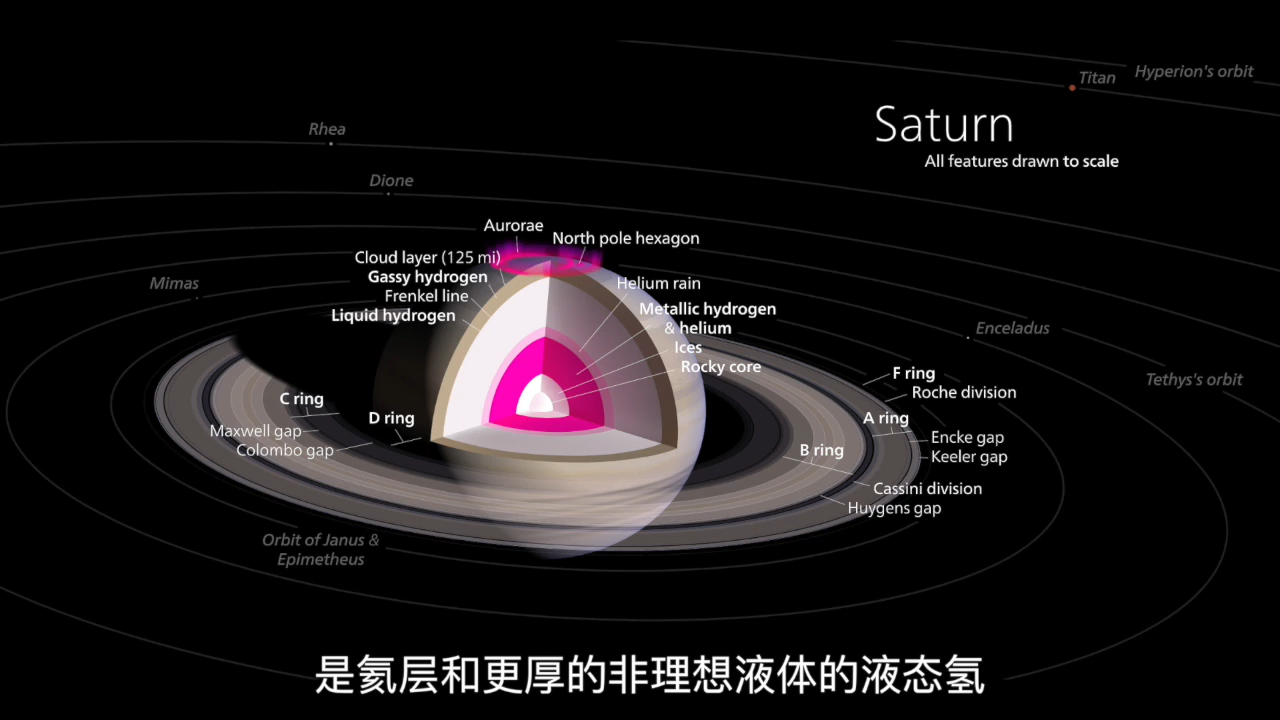 Titan
Hyperion's orbit
Saturn
All features drawn to scale
Rhea
Dione
Aurorae
North pole hexagon
Cloud layer (125 mi)
Gassy hydrogen
Frenkel line
Liquid hydrogen
Helium rain
Metallic hydrogen
& helium
Ices
Rocky core
Mimas
Enceladus
Tethys's orbit
F ring
Roche division
A ring
Encke gap
Keeler gap
B ring
Cassini division
Huygens gap
C ring
D ring
Maxwell gap
Colombo gap
Orbit of Janus &
Epimetheus
是氦层和更厚的非理想液体的液态氢